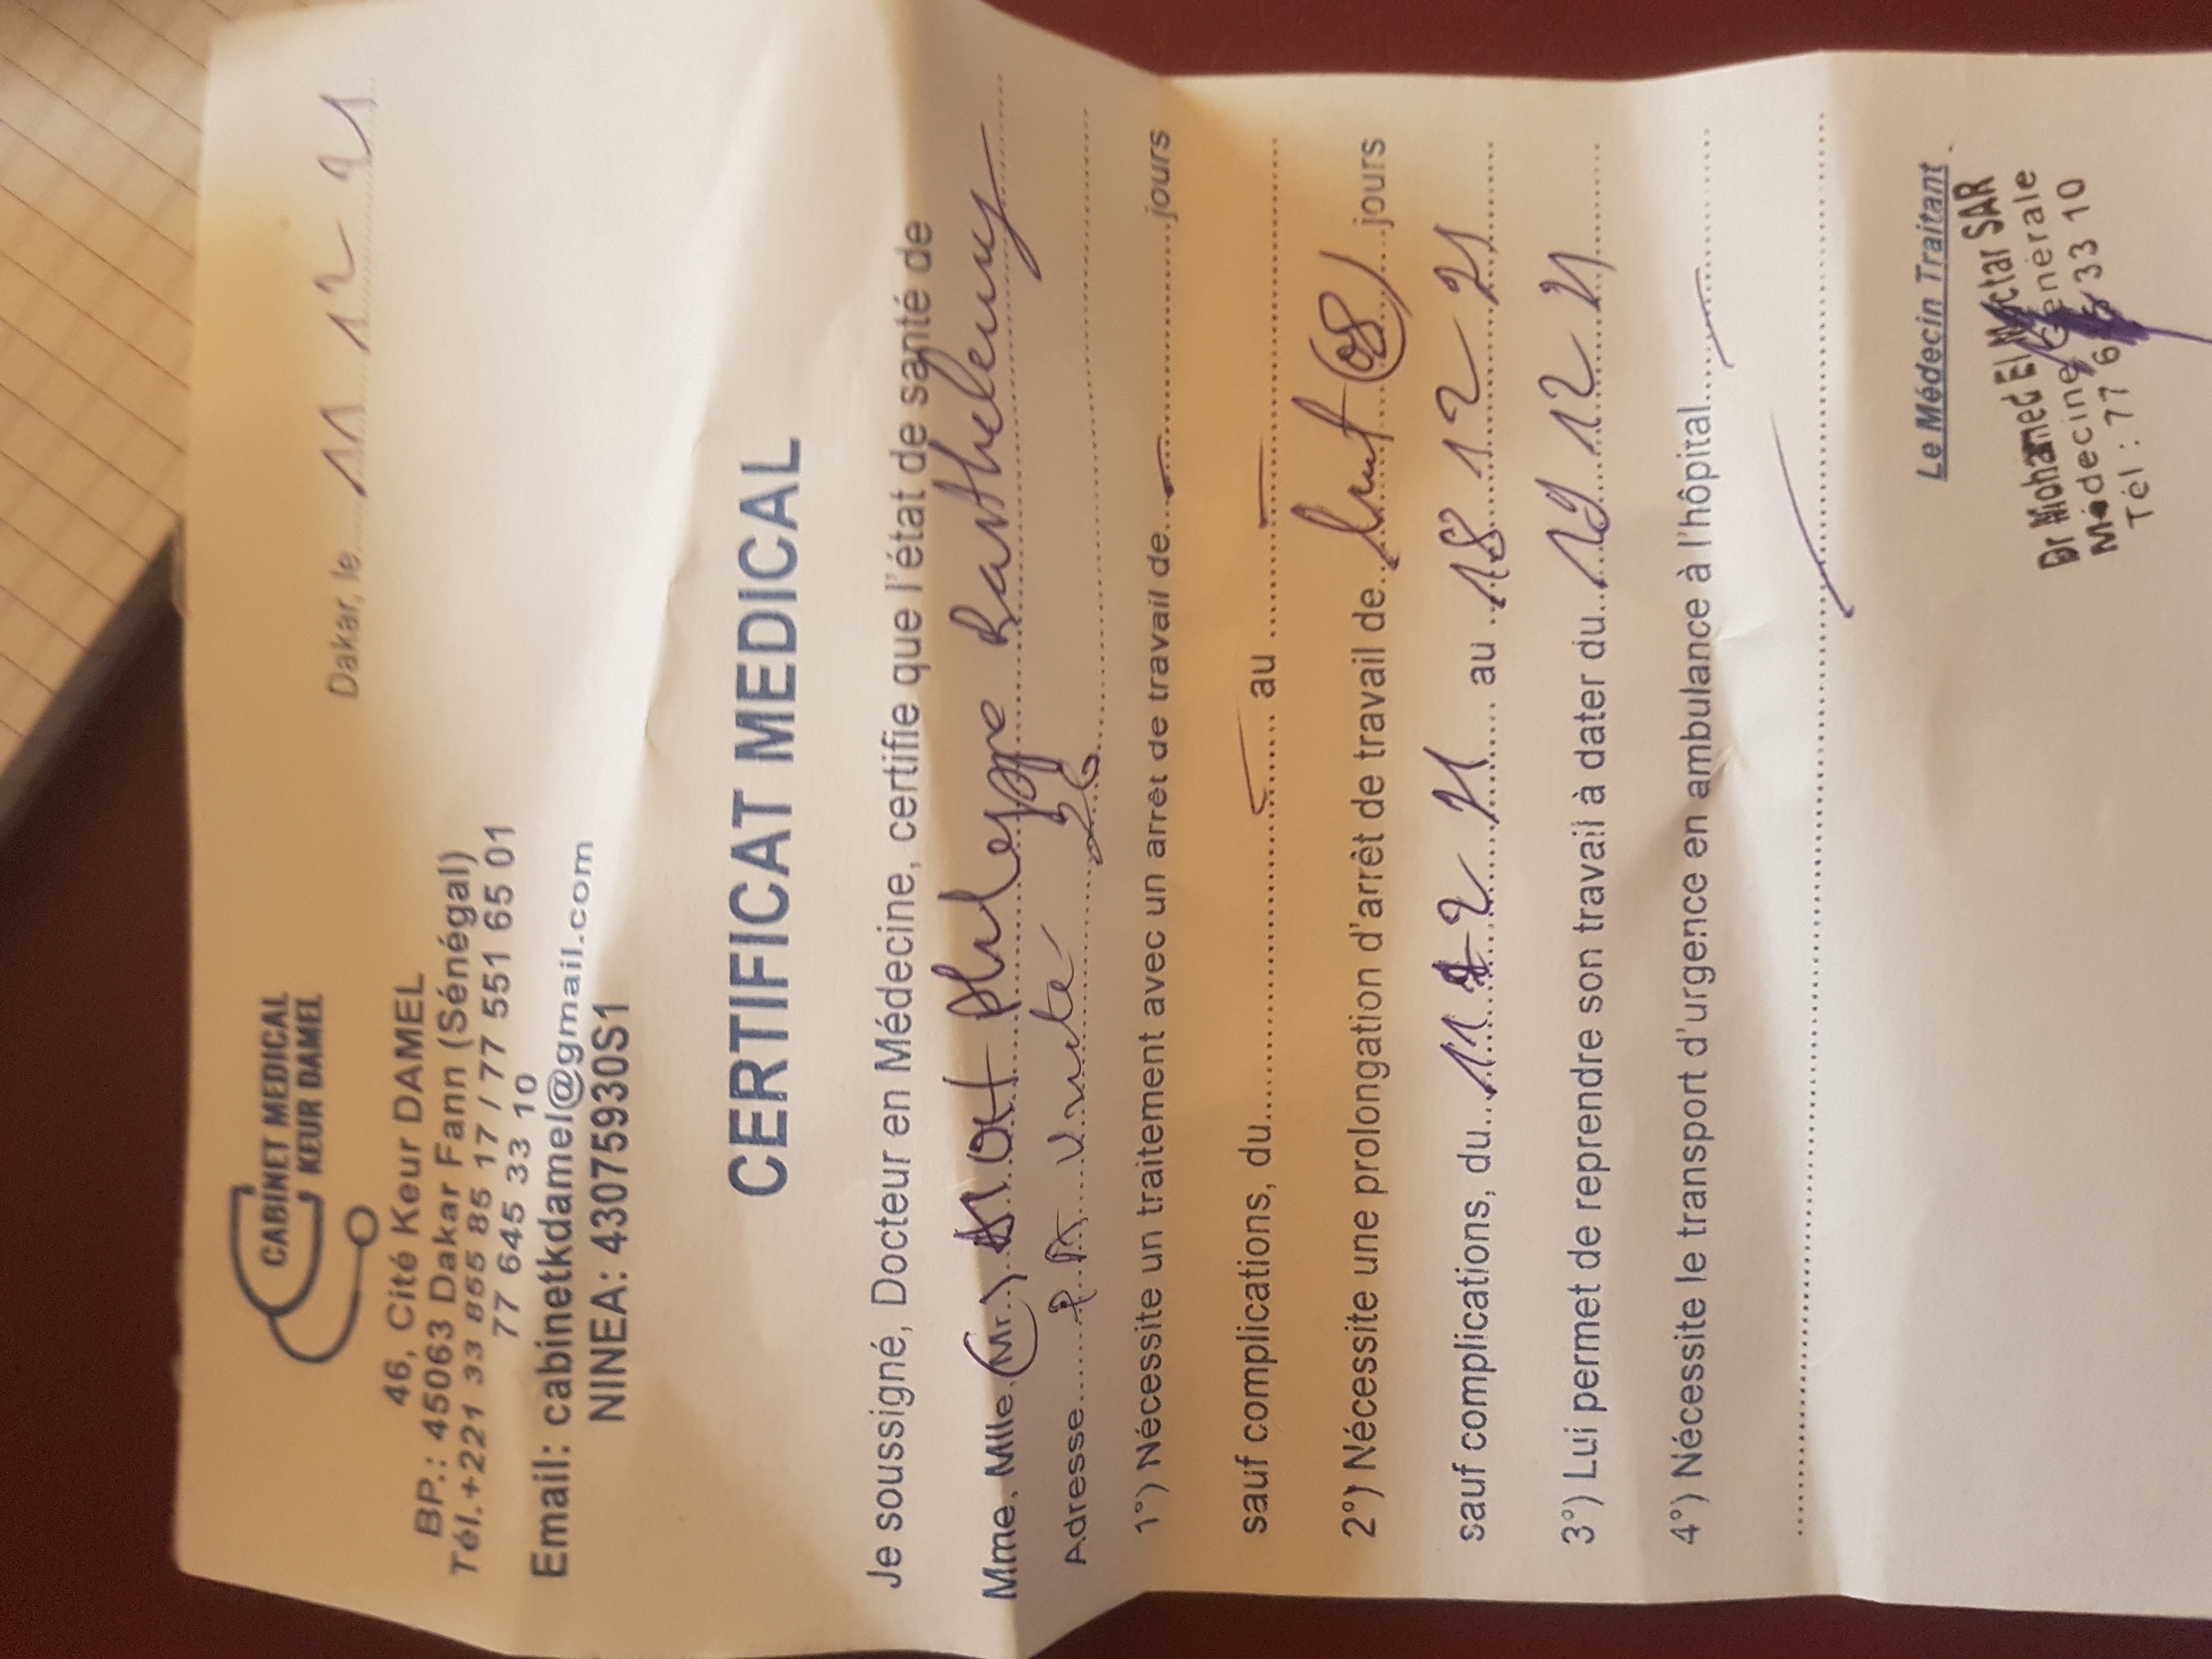 CABINET MEDICAL
KEUR DAMEL
46, Cité Keur DAMEL
BP.: 45063 Dakar Fann (Sénégal)
Tél.+221 33 855 85 17 / 77 551 65 01
77 645 33 10
Email: cabinetkdamel@gmail.com
NINEA: 43075930S1
Dakar, le 11 12 21
CERTIFICAT MEDICAL
Je soussigné, Docteur en Médecine, certifie que l'état de santé de
Mme. Mlle. Mr. Barthelemy
Adresse P.A. Unité 26
1°) Nécessite un traitement avec un arrêt de travail de jours
sauf complications, du au
2°) Nécessite une prolongation d'arrêt de travail de huit (08) jours
sauf complications, du 11 12 21 au 18 12 21
3°) Lui permet de reprendre son travail à dater du 19 12 21
4°) Nécessite le transport d'urgence en ambulance à l'hôpital
Le Médecin Traitant
Dr Mohamed El Moctar SAR
Médecine Générale
Tél : 77 645 33 10